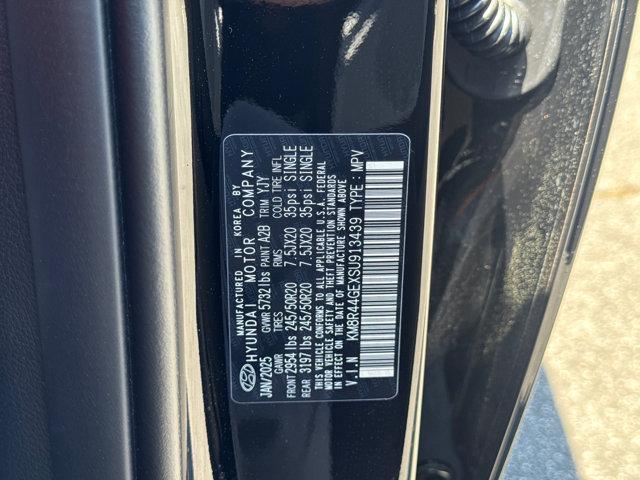 MANUFACTURED IN KOREA BY
HYUNDAI MOTOR COMPANY
JAN/2025 GVWR 5732 lbs PAINT A2B TRIM YJY
GAWR TIRES RIMS COLD TIRE INFL
FRONT 2954 lbs 245/50R20 7.5JX20 35psi SINGLE
REAR 3197 lbs 245/50R20 7.5JX20 35psi SINGLE
THIS VEHICLE CONFORMS TO ALL APPLICABLE U.S.A. FEDERAL
MOTOR VEHICLE SAFETY AND THEFT PREVENTION STANDARDS
IN EFFECT ON THE DATE OF MANUFACTURE SHOWN ABOVE
V.I.N KM8R44GEXSU913439 TYPE : MPV